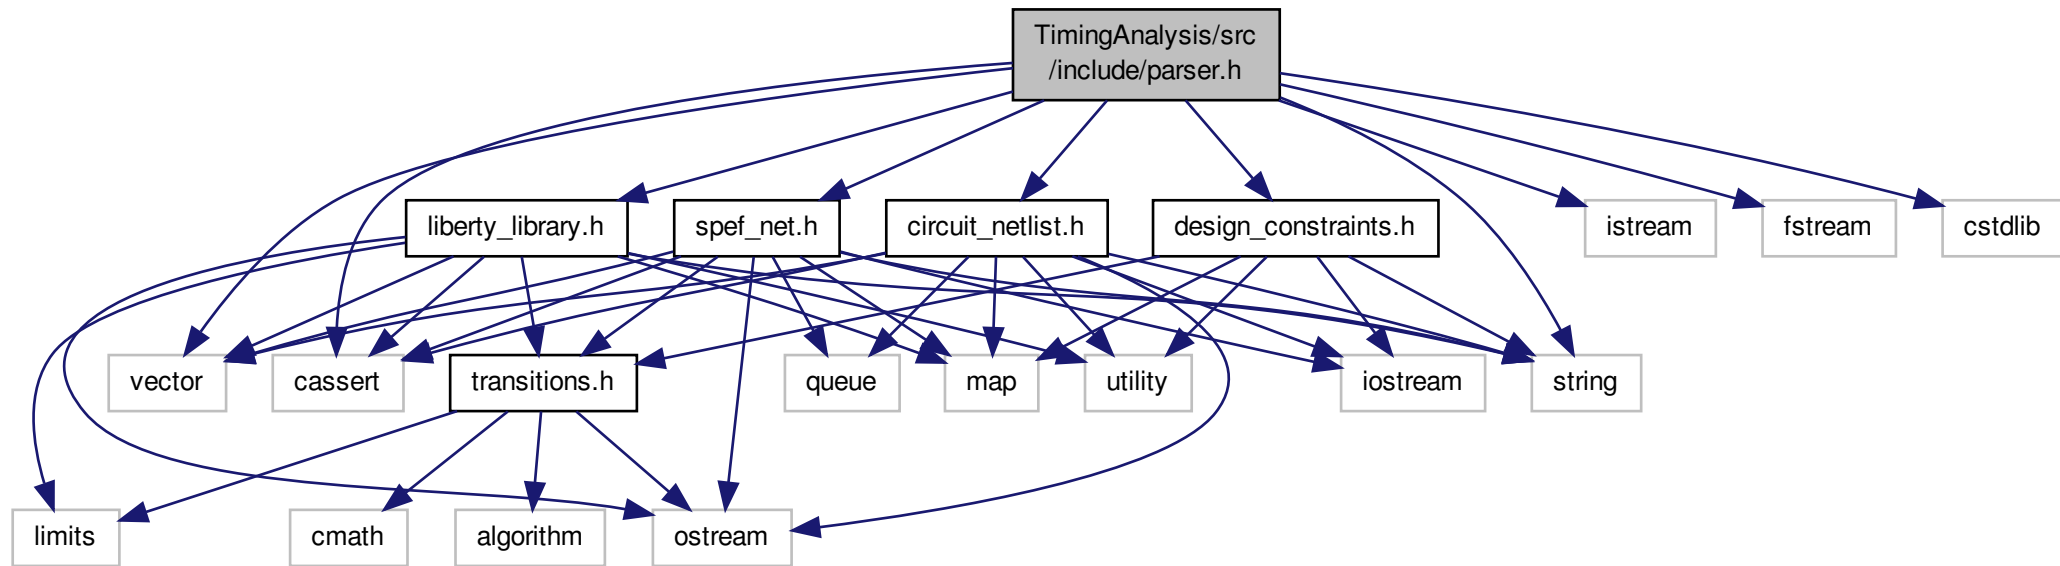 TimingAnalysis/src
/include/parser.h
liberty_library.h
spef_net.h
circuit_netlist.h
design_constraints.h
istream
fstream
cstdlib
vector
cassert
transitions.h
queue
map
utility
iostream
string
limits
cmath
algorithm
ostream